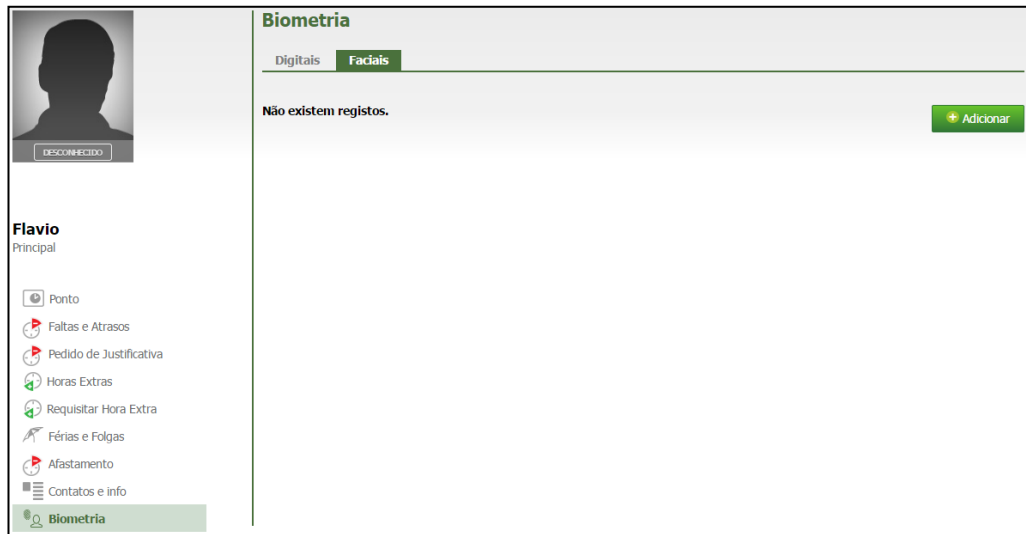 DESCONHECIDO
Flavio
Principal
Ponto
Faltas e Atrasos
Pedido de Justificativa
Horas Extras
Requisitar Hora Extra
Férias e Folgas
Afastamento
Contatos e info
Biometria
Biometria
Digitais Faciais
Não existem registos.
Adicionar